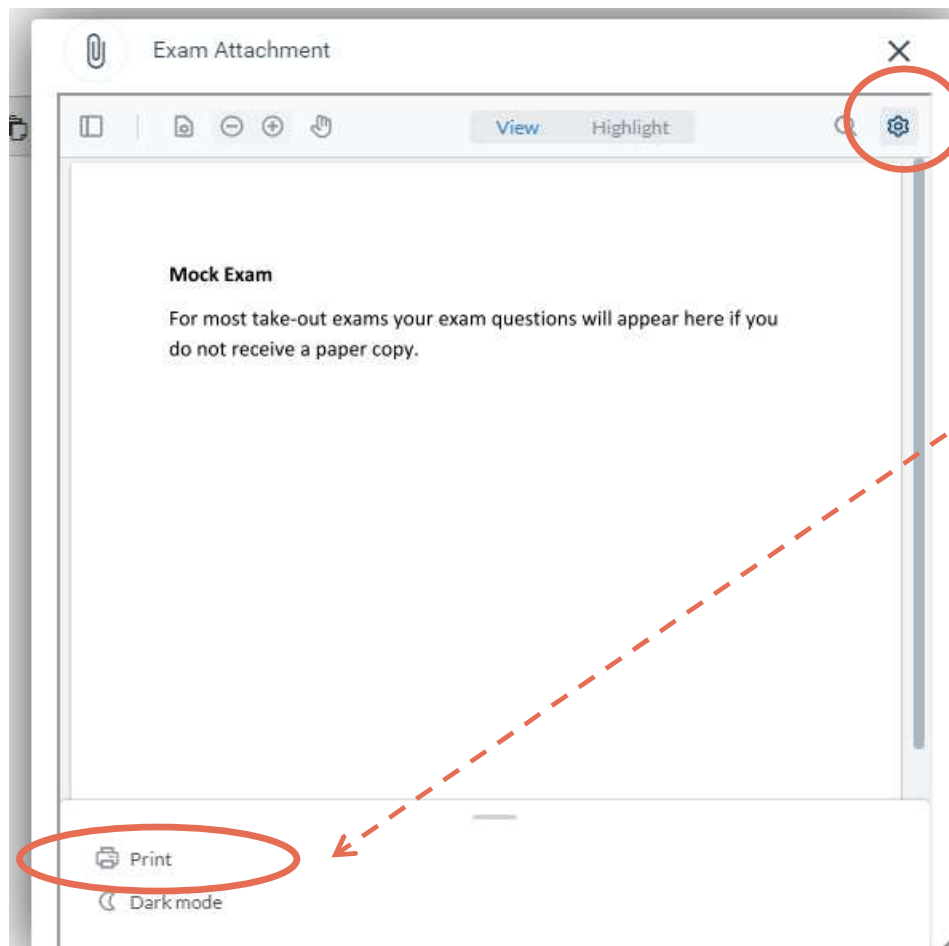 Exam Attachment
View Highlight
Mock Exam
For most take-out exams your exam questions will appear here if you
do not receive a paper copy.
Print
Dark mode